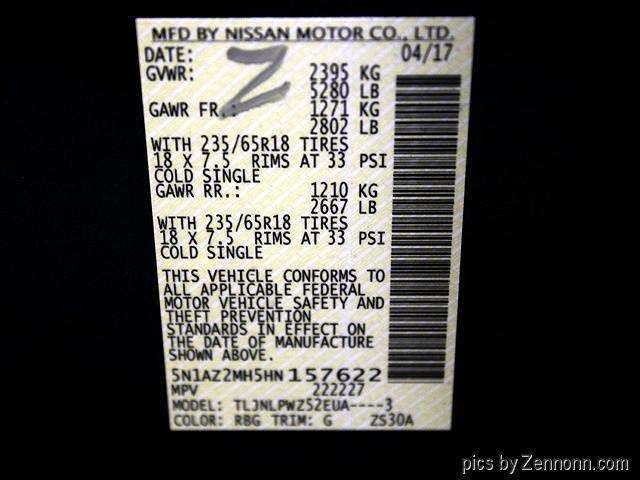 MFD BY NISSAN MOTOR CO., LTD.
DATE: 04/17
Z
GVWR: 2395 KG
5280 LB
GAWR FR.: 1271 KG
2802 LB
WITH 235/65R18 TIRES
18 X 7.5 RIMS AT 33 PSI
COLD SINGLE
GAWR RR.: 1210 KG
2667 LB
WITH 235/65R18 TIRES
18 X 7.5 RIMS AT 33 PSI
COLD SINGLE
THIS VEHICLE CONFORMS TO
ALL APPLICABLE FEDERAL
MOTOR VEHICLE SAFETY AND
THEFT PREVENTION
STANDARDS IN EFFECT ON
THE DATE OF MANUFACTURE
SHOWN ABOVE.
5N1AZ2MH5HN157622
MPV 222227
MODEL: TLJNLPWZ52EUA----3
COLOR: RBG TRIM: G ZS30A
pics by Zennonn.com